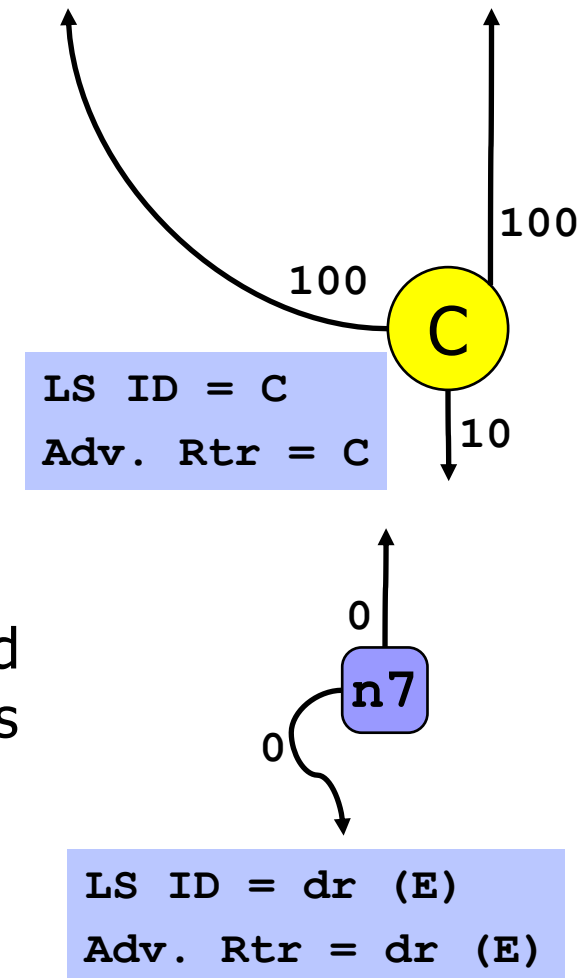 100
100
C
LS ID = C
Adv. Rtr = C
10
0
n7
0
LS ID = dr (E)
Adv. Rtr = dr (E)